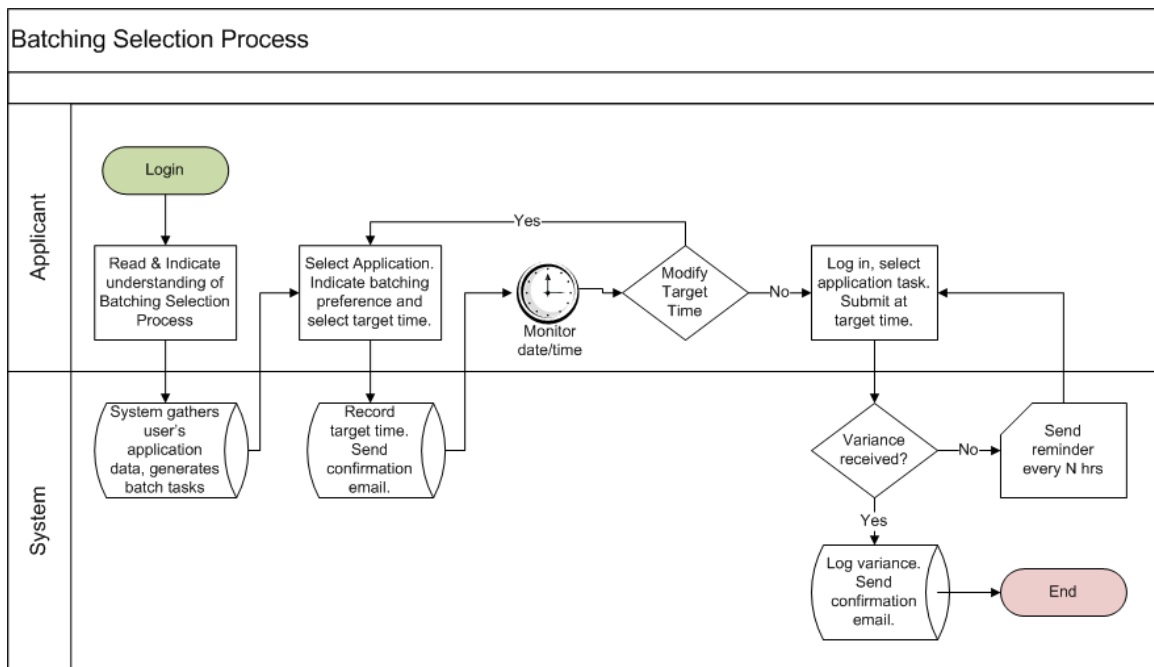 Batching Selection Process
Applicant
Login
Read & Indicate
understanding of
Batching Selection
Process
Select Application.
Indicate batching
preference and
select target time.
Monitor
date/time
Yes
Modify
Target
Time
No
Log in, select
application task.
Submit at
target time.
System
System gathers
user's
application
data, generates
batch tasks
Record
target time.
Send
confirmation
email.
Variance
received?
No
Send
reminder
every N hrs
Yes
Log variance.
Send
confirmation
email.
End